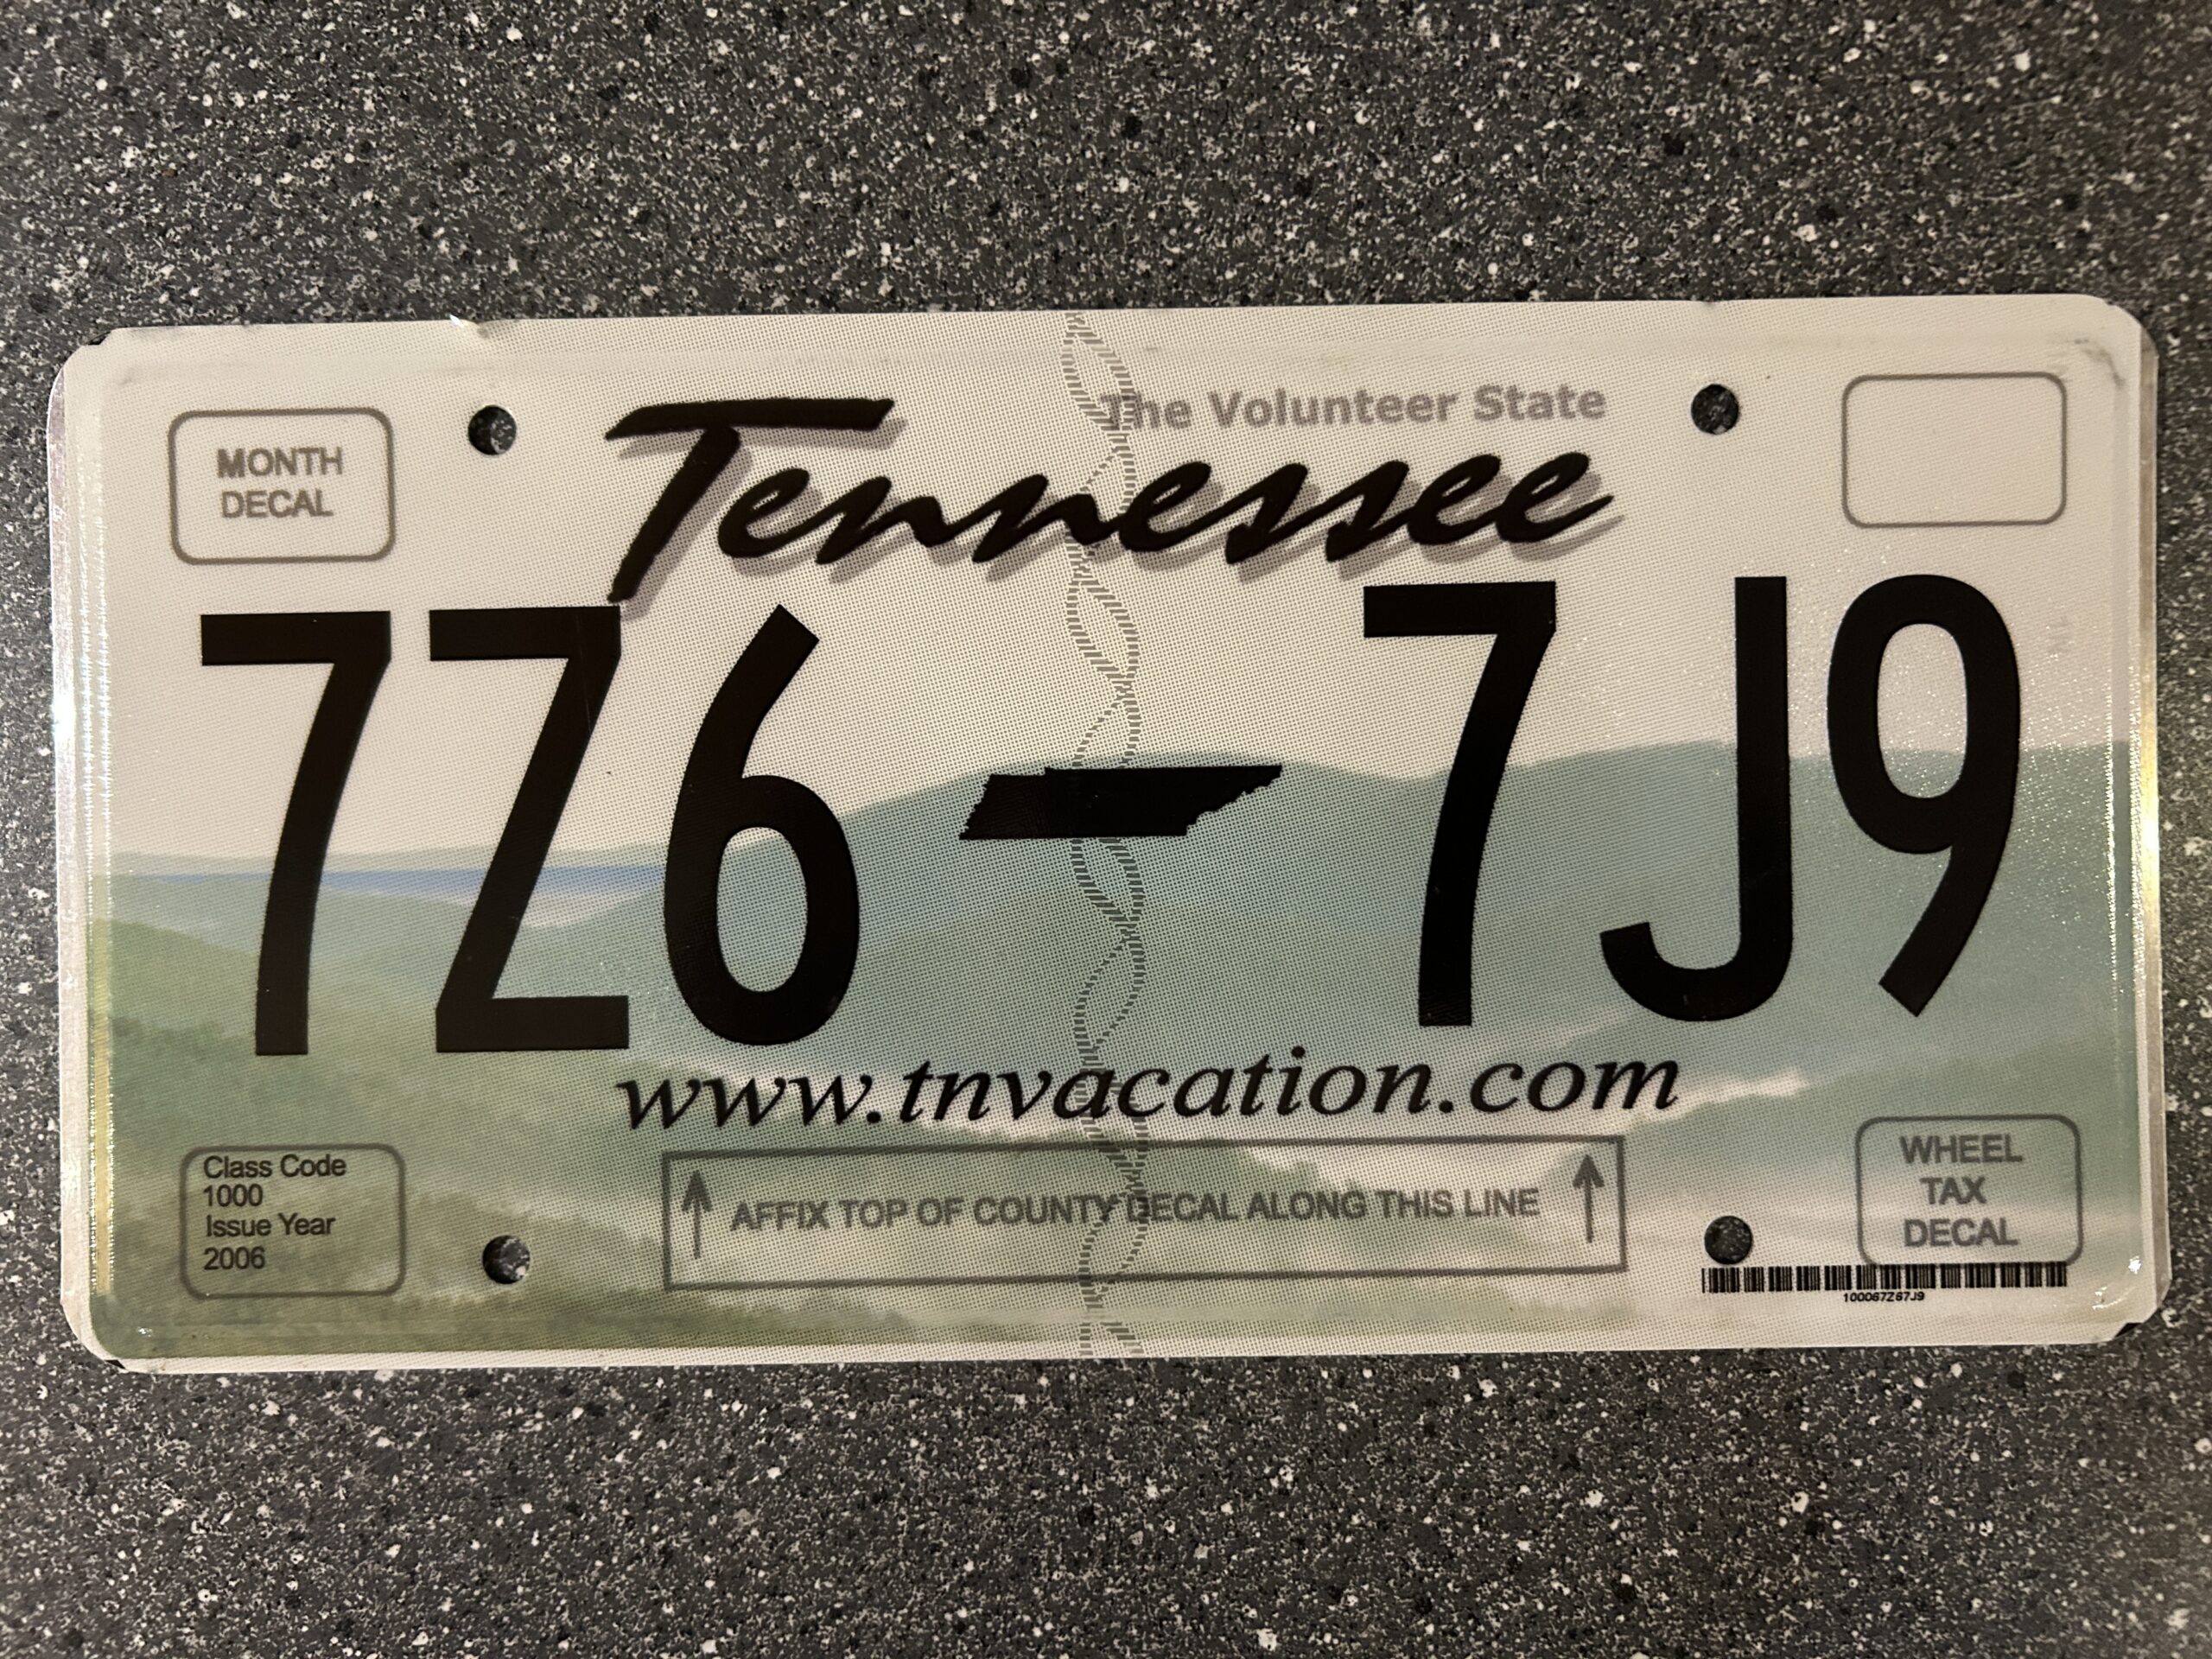 The Volunteer State
Tennessee
MONTH
DECAL
7Z6 7J9
www.tnvacation.com
Class Code
1000
Issue Year
2006
AFFIX TOP OF COUNTY DECAL ALONG THIS LINE
WHEEL
TAX
DECAL
100067Z67J9